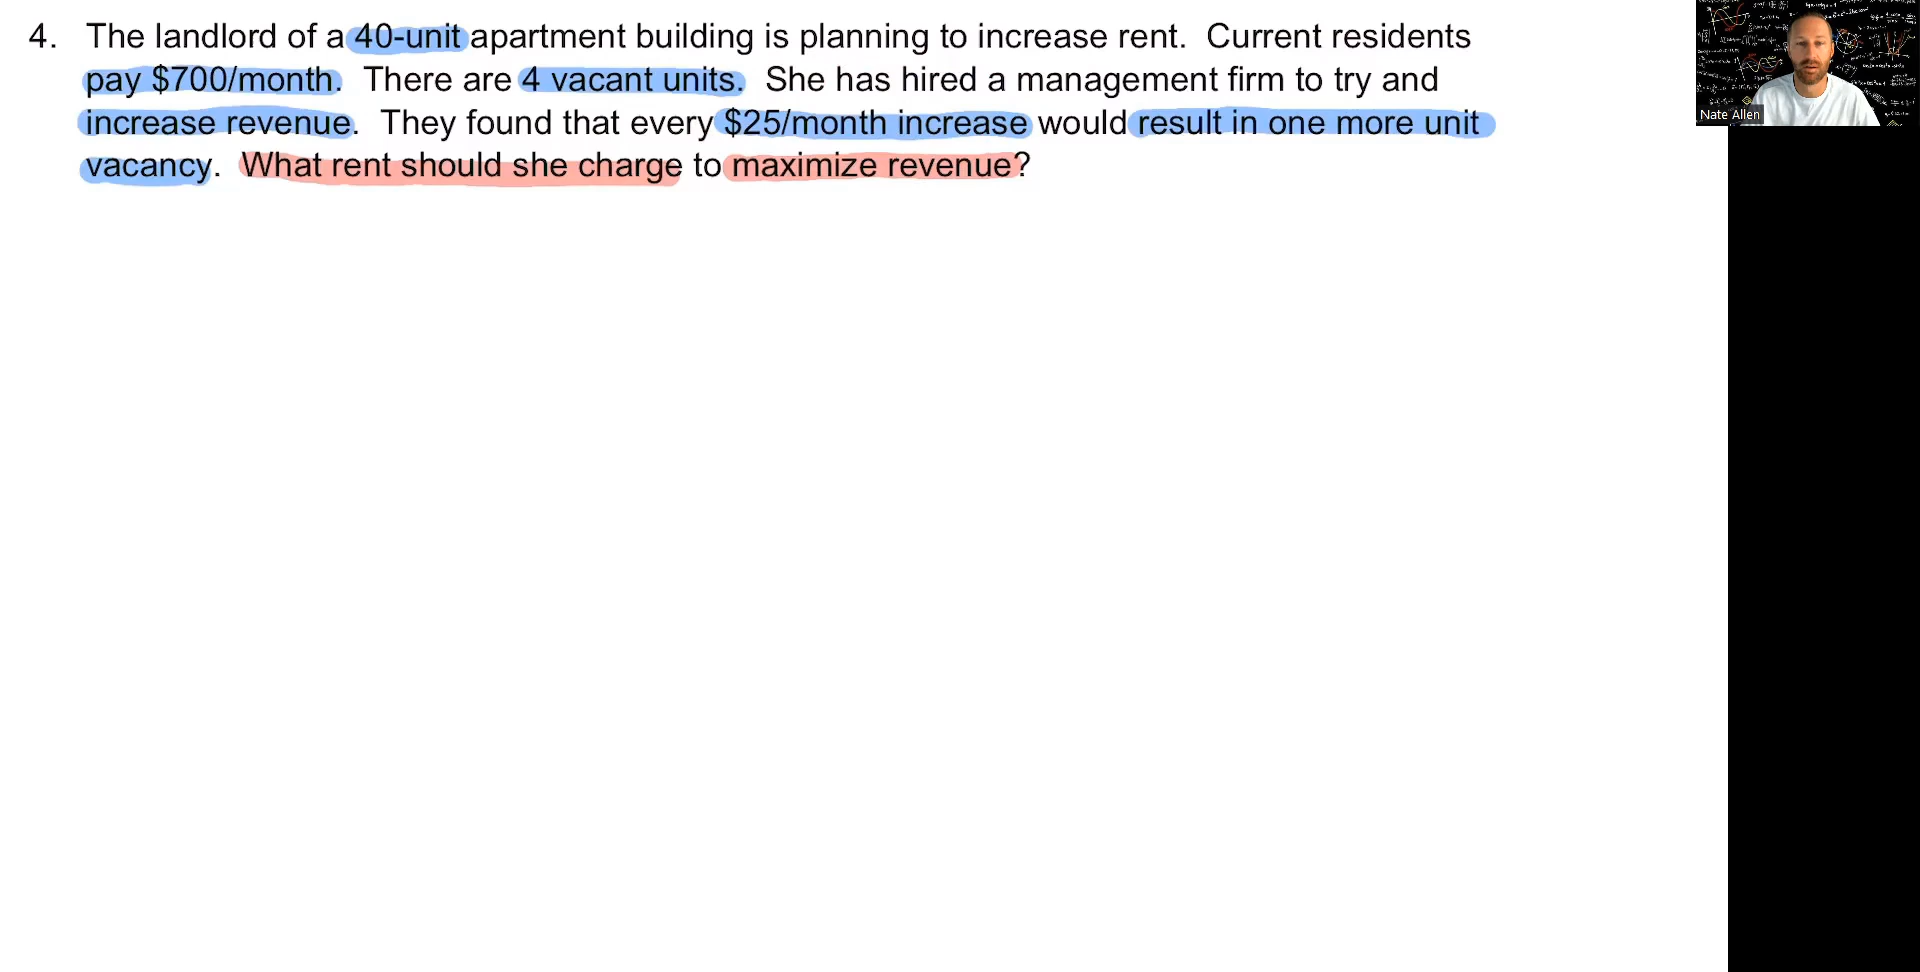 4. The landlord of a 40-unit apartment building is planning to increase rent. Current residents
pay $700/month. There are 4 vacant units. She has hired a management firm to try and
increase revenue. They found that every $25/month increase would result in one more unit
vacancy. What rent should she charge to maximize revenue?
Nate Allen